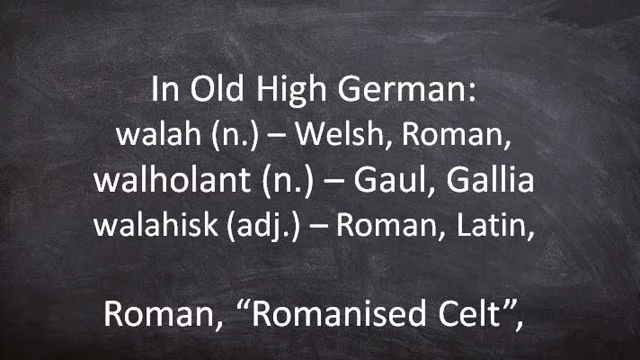 In Old High German:
walah (n.) – Welsh, Roman,
walholant (n.) – Gaul, Gallia
walahisk (adj.) – Roman, Latin,
Roman, “Romanised Celt”,